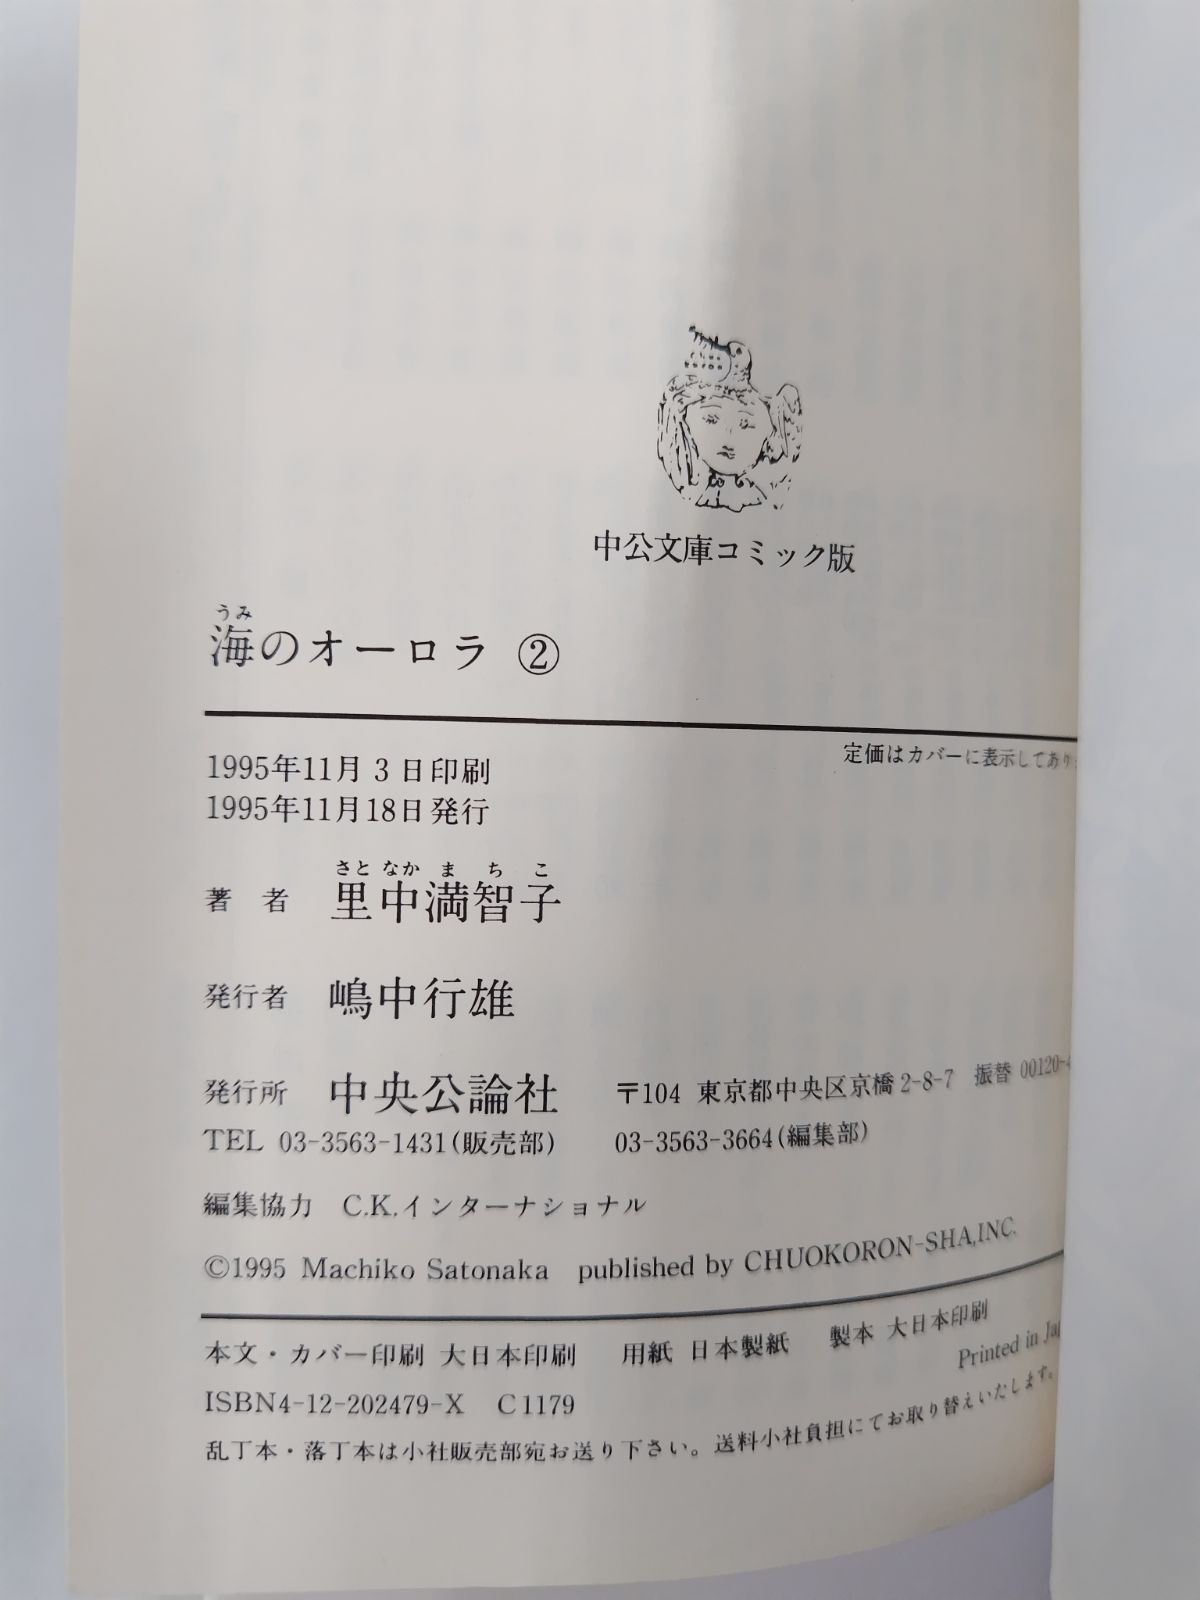 中公文庫コミック版
うみ
海のオーロラ ②
1995年11月3日印刷
1995年11月18日発行
定価はカバーに表示してあり
さとなかまちこ
著者 里中満智子
発行者 嶋中行雄
発行所 中央公論社 〒104 東京都中央区京橋2-8-7 振替 00120-4
TEL 03-3563-1431(販売部) 03-3563-3664(編集部)
編集協力 C.K.インターナショナル
©1995 Machiko Satonaka published by CHUOKORON-SHA,INC.
本文・カバー印刷 大日本印刷 用紙 日本製紙 製本 大日本印刷
Printed in
ISBN4-12-202479-X C1179
乱丁本・落丁本は小社販売部宛お送り下さい。送料小社負担にてお取り替えいたします。